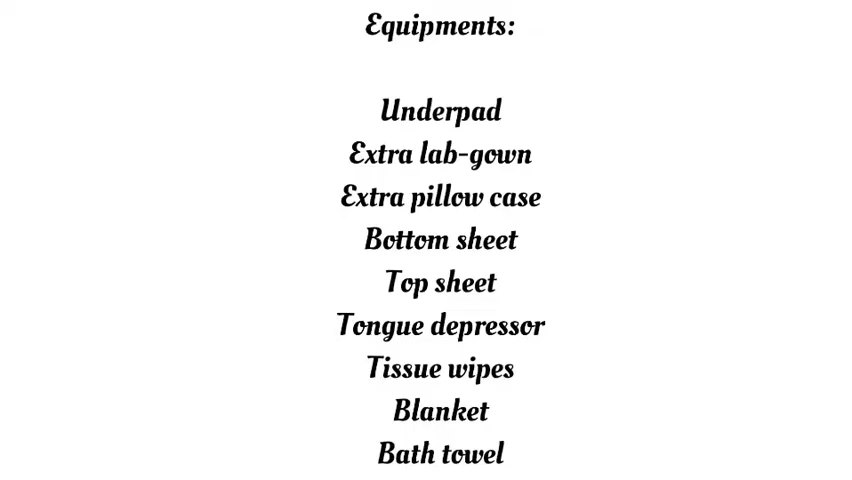 Equipments:
Underpad
Extra lab-gown
Extra pillow case
Bottom sheet
Top sheet
Tongue depressor
Tissue wipes
Blanket
Bath towel